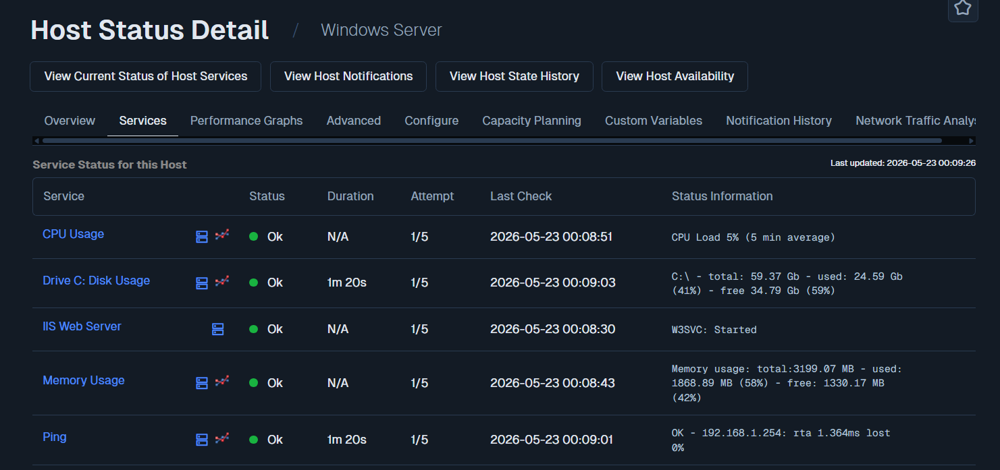 Host Status Detail / Windows Server
View Current Status of Host Services View Host Notifications View Host State History View Host Availability
Overview Services Performance Graphs Advanced Configure Capacity Planning Custom Variables Notification History Network Traffic Analys
Service Status for this Host Last updated: 2026-05-23 00:09:26
Service Status Duration Attempt Last Check Status Information
CPU Usage Ok N/A 1/5 2026-05-23 00:08:51 CPU Load 5% (5 min average)
Drive C: Disk Usage Ok 1m 20s 1/5 2026-05-23 00:09:03 C:\ - total: 59.37 Gb - used: 24.59 Gb
(41%) - free 34.79 Gb (59%)
IIS Web Server Ok N/A 1/5 2026-05-23 00:08:30 W3SVC: Started
Memory Usage Ok N/A 1/5 2026-05-23 00:08:43 Memory usage: total:3199.07 MB - used:
1868.89 MB (58%) - free: 1330.17 MB
(42%)
Ping Ok 1m 20s 1/5 2026-05-23 00:09:01 OK - 192.168.1.254: rta 1.364ms lost
0%